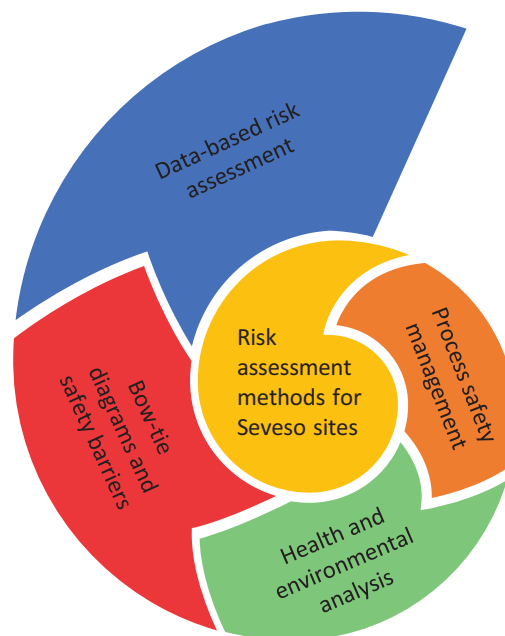 Data-based risk
assessment
Risk
assessment
methods for
Seveso sites
Process safety
management
Bow-tie
diagrams and
safety barriers
Health and
environmental
analysis